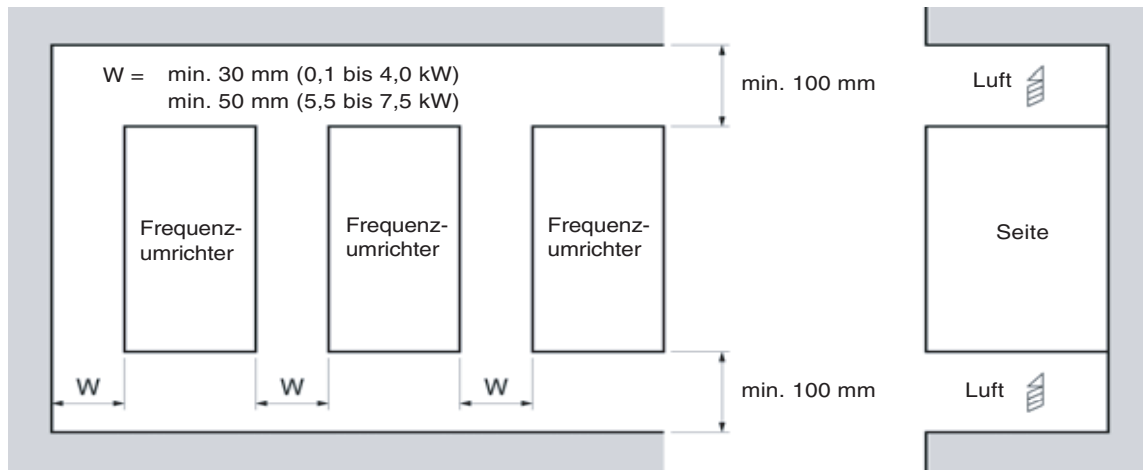 W = min. 30 mm (0,1 bis 4,0 kW)
min. 50 mm (5,5 bis 7,5 kW)
min. 100 mm
Luft
Frequenz-
umrichter
Frequenz-
umrichter
Frequenz-
umrichter
Seite
W
W
W
min. 100 mm
Luft